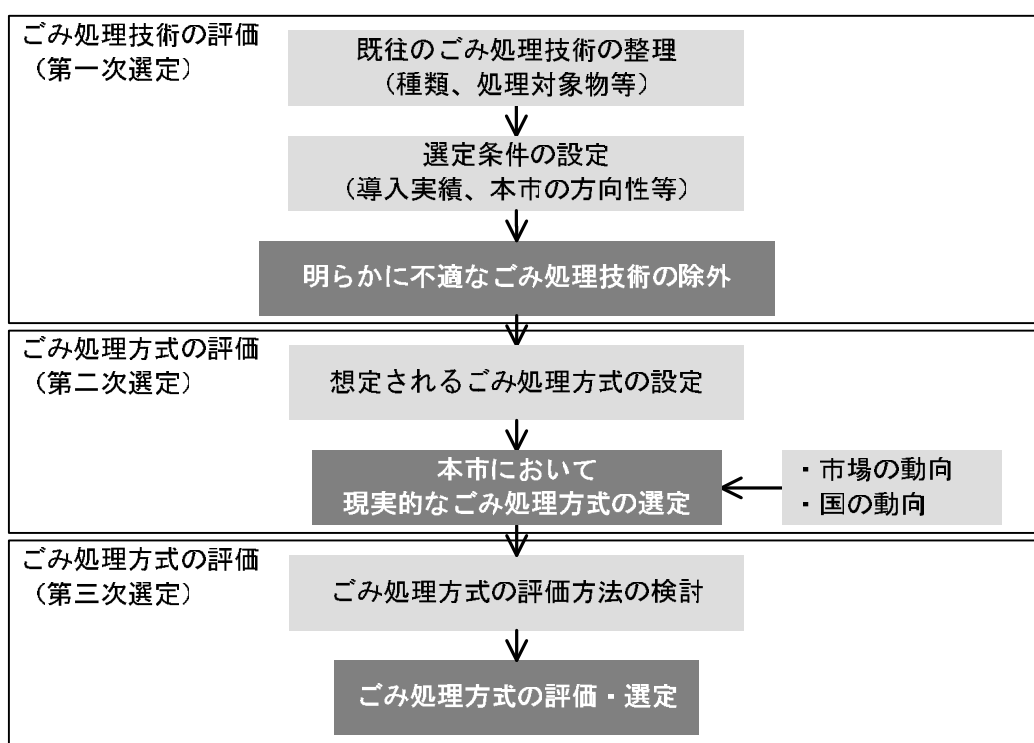 ごみ処理技術の評価
（第一次選定）
既往のごみ処理技術の整理
（種類、処理対象物等）
選定条件の設定
（導入実績、本市の方向性等）
明らかに不適なごみ処理技術の除外
ごみ処理方式の評価
（第二次選定）
想定されるごみ処理方式の設定
本市において
現実的なごみ処理方式の選定
・市場の動向
・国の動向
ごみ処理方式の評価
（第三次選定）
ごみ処理方式の評価方法の検討
ごみ処理方式の評価・選定